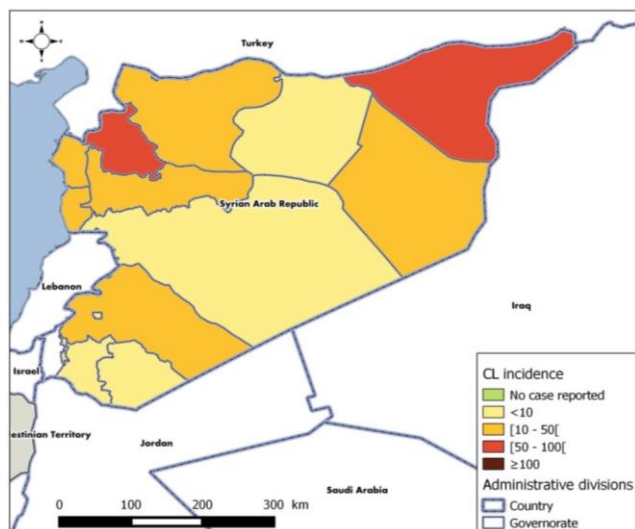 N
Turkey
Syrian Arab Republic
Lebanon
Iraq
Israel
estinian Territory
Jordan
Saudi Arabia
0 100 200 300 km
CL incidence
No case reported
<10
[10 - 50[
[50 - 100[
≥100
Administrative divisions
Country
Governorate